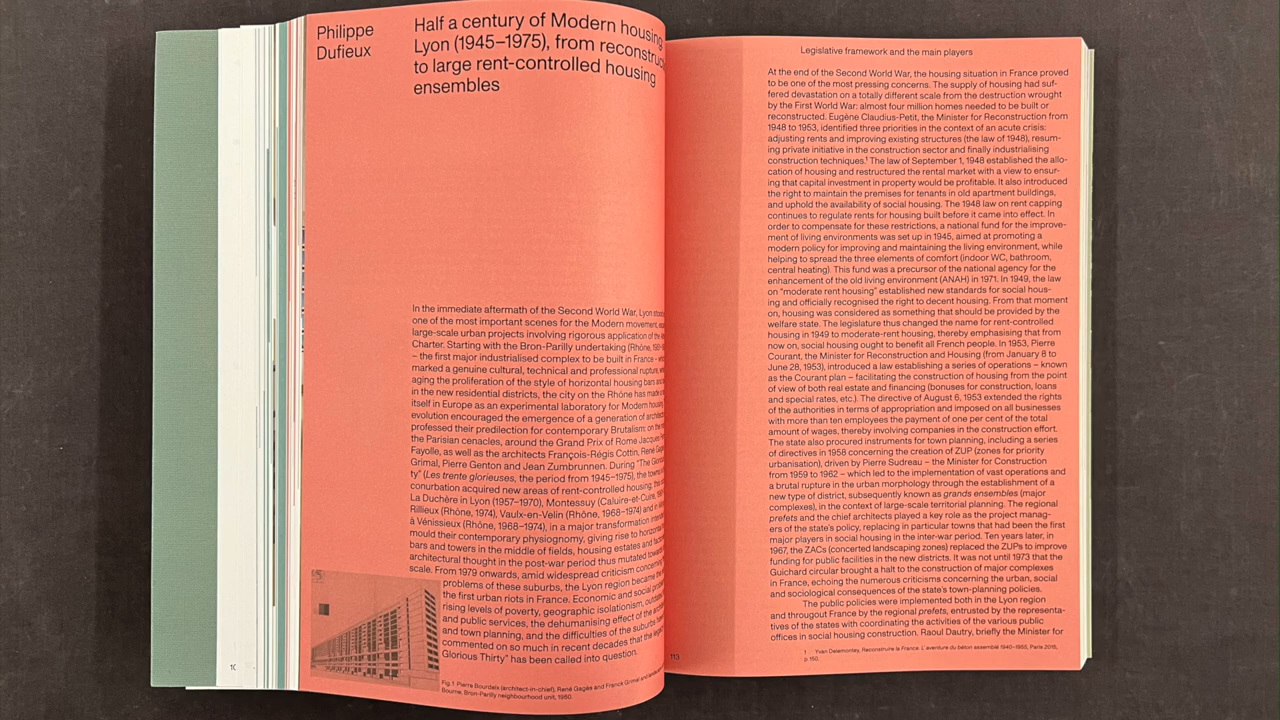 Philippe
Dufieux
Half a century of Modern housing
Lyon (1945–1975), from reconstruc
to large rent-controlled housing
ensembles
In the immediate aftermath of the Second World War, Lyon
one of the most important scenes for the Modern movement,
large-scale urban projects involving rigorous application of the
Charter. Starting with the Bron-Parilly undertaking (Rhône,
– the first major industrialised complex to be built in France –
marked a genuine cultural, technical and professional rupture,
aging the proliferation of the style of horizontal housing bars
in the new residential districts, the city on the Rhône has made
itself in Europe as an experimental laboratory for Modern housing
evolution encouraged the emergence of a generation of
professed their predilection for contemporary Brutalism: on
the Parisian cenacles, around the Grand Prix of Rome Jacques
Fayolle, as well as the architects François-Régis Cottin, René
Grimal, Pierre Genton and Jean Zumbrunnen. During "The
ty" (Les trente glorieuses, the period from 1945–1975), the
conurbation acquired new areas of rent-controlled housing:
La Duchère in Lyon (1957–1970), Montessuy (Caluire-et-Cuire,
Rillieux (Rhône, 1974), Vaulx-en-Velin (Rhône, 1968–1974) and
à Vénissieux (Rhône, 1968–1974), in a major transformation
mould their contemporary physiognomy, giving rise to
bars and towers in the middle of fields, housing estates and
architectural thought in the post-war period thus mutated
scale. From 1979 onwards, amid widespread criticism
problems of these suburbs, the Lyon region became
the first urban riots in France. Economic and social
rising levels of poverty, geographic isolationism,
and public services, the dehumanising effect of the
and town planning, and the difficulties of the suburbs
commented on so much in recent decades that the
Glorious Thirty" has been called into question.
Fig.1 Pierre Bourdeix (architect-in-chief), René Gagès and Franck Grimal and
Bourne, Bron-Parilly neighbourhood unit, 1950.
113
Legislative framework and the main players
At the end of the Second World War, the housing situation in France proved
to be one of the most pressing concerns. The supply of housing had suf-
fered devastation on a totally different scale from the destruction wrought
by the First World War: almost four million homes needed to be built or
reconstructed. Eugène Claudius-Petit, the Minister for Reconstruction from
1948 to 1953, identified three priorities in the context of an acute crisis:
adjusting rents and improving existing structures (the law of 1948), resum-
ing private initiative in the construction sector and finally industrialising
construction techniques.¹ The law of September 1, 1948 established the allo-
cation of housing and restructured the rental market with a view to ensur-
ing that capital investment in property would be profitable. It also introduced
the right to maintain the premises for tenants in old apartment buildings,
and uphold the availability of social housing. The 1948 law on rent capping
continues to regulate rents for housing built before it came into effect. In
order to compensate for these restrictions, a national fund for the improve-
ment of living environments was set up in 1945, aimed at promoting a
modern policy for improving and maintaining the living environment, while
helping to spread the three elements of comfort (indoor WC, bathroom,
central heating). This fund was a precursor of the national agency for the
enhancement of the old living environment (ANAH) in 1971. In 1949, the law
on "moderate rent housing" established new standards for social hous-
ing and officially recognised the right to decent housing. From that moment
on, housing was considered as something that should be provided by the
welfare state. The legislature thus changed the name for rent-controlled
housing in 1949 to moderate-rent housing, thereby emphasising that from
now on, social housing ought to benefit all French people. In 1953, Pierre
Courant, the Minister for Reconstruction and Housing (from January 8 to
June 28, 1953), introduced a law establishing a series of operations – known
as the Courant plan – facilitating the construction of housing from the point
of view of both real estate and financing (bonuses for construction, loans
and special rates, etc.). The directive of August 6, 1953 extended the rights
of the authorities in terms of appropriation and imposed on all businesses
with more than ten employees the payment of one per cent of the total
amount of wages, thereby involving companies in the construction effort.
The state also procured instruments for town planning, including a series
of directives in 1958 concerning the creation of ZUP (zones for priority
urbanisation), driven by Pierre Sudreau – the Minister for Construction
from 1959 to 1962 – which led to the implementation of vast operations and
a brutal rupture in the urban morphology through the establishment of a
new type of district, subsequently known as grands ensembles (major
complexes), in the context of large-scale territorial planning. The regional
prefets and the chief architects played a key role as the project manag-
ers of the state's policy, replacing in particular towns that had been the first
major players in social housing in the inter-war period. Ten years later, in
1967, the ZACs (concerted landscaping zones) replaced the ZUPs to improve
funding for public facilities in the new districts. It was not until 1973 that the
Guichard circular brought a halt to the construction of major complexes
in France, echoing the numerous criticisms concerning the urban, social
and sociological consequences of the state's town-planning policies.
The public policies were implemented both in the Lyon region
and througout France by the regional prefets, entrusted by the representa-
tives of the states with coordinating the activities of the various public
offices in social housing construction. Raoul Dautry, briefly the Minister for
1 Yvan Delemontey, Reconstruire la France. L'aventure du béton assemblé 1940–1955, Paris 2015,
p.150.